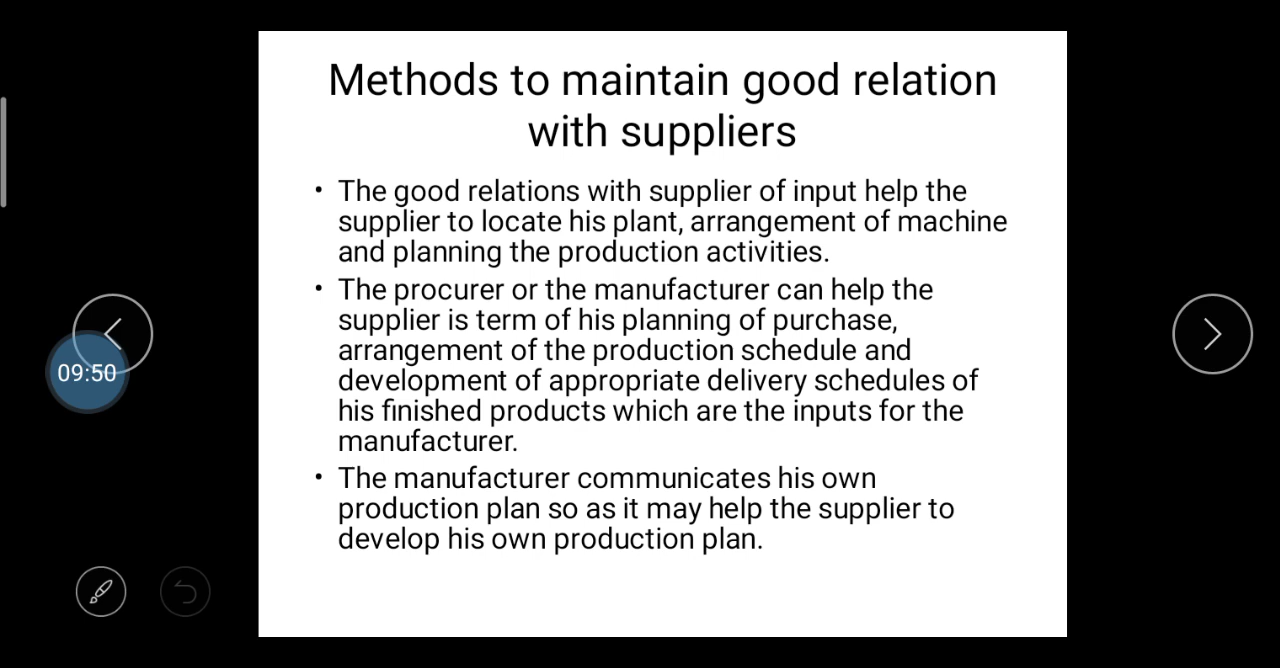 Methods to maintain good relation
with suppliers
• The good relations with supplier of input help the
supplier to locate his plant, arrangement of machine
and planning the production activities.
• The procurer or the manufacturer can help the
supplier is term of his planning of purchase,
arrangement of the production schedule and
development of appropriate delivery schedules of
his finished products which are the inputs for the
manufacturer.
• The manufacturer communicates his own
production plan so as it may help the supplier to
develop his own production plan.
09:50